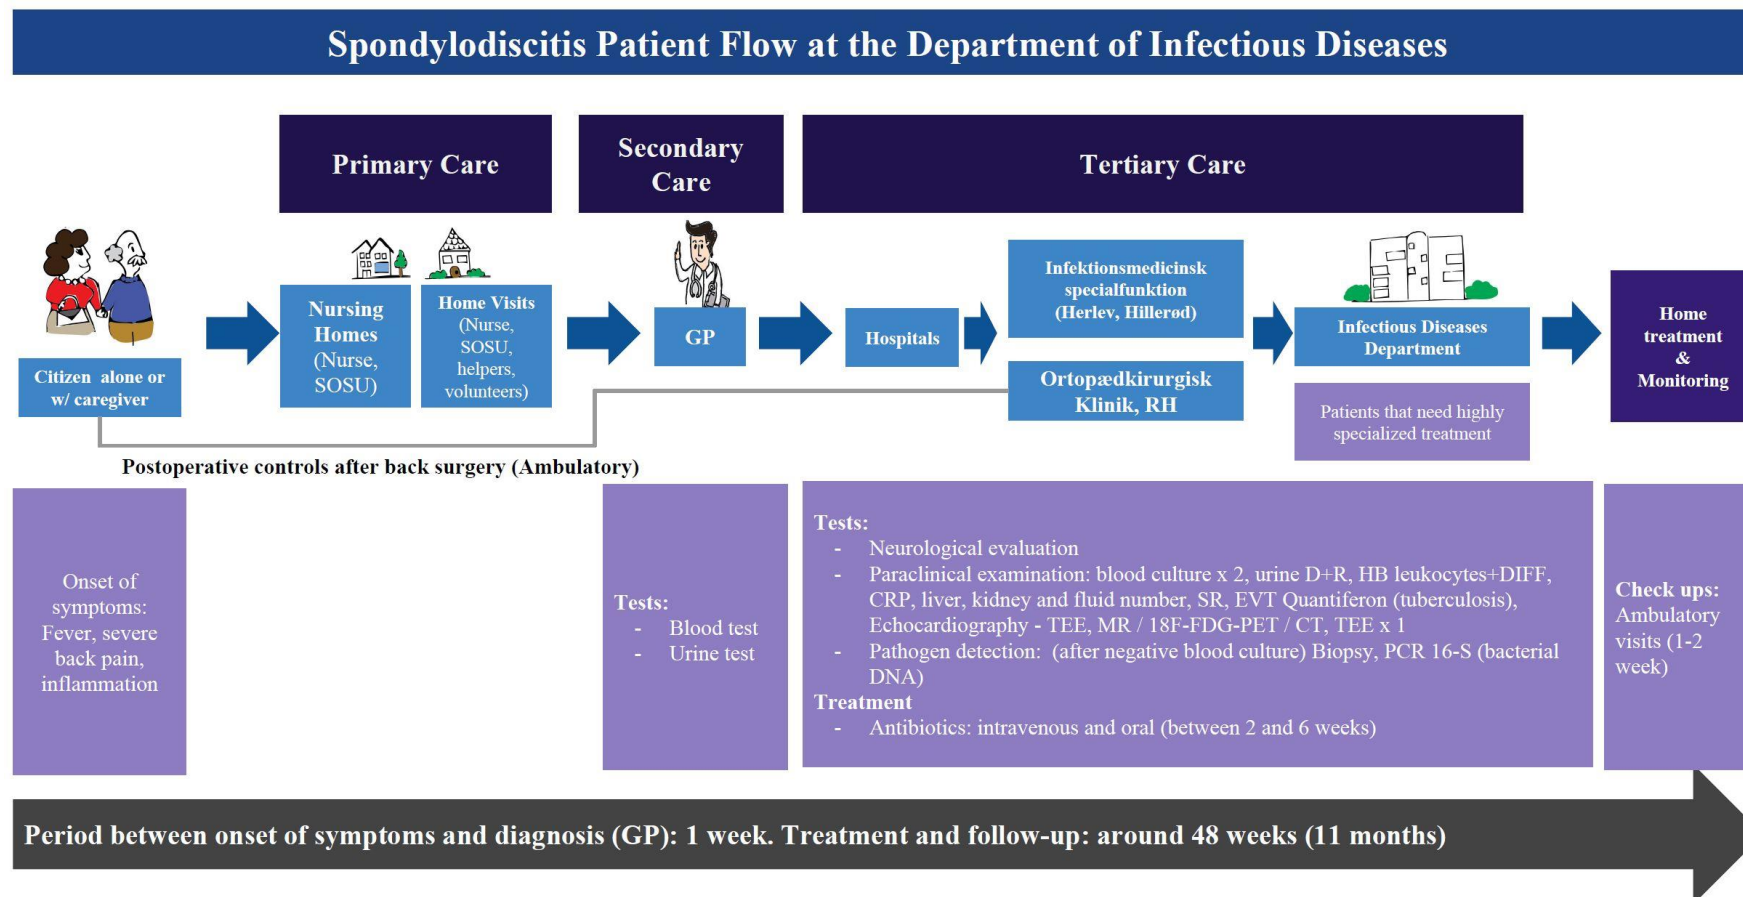 Spondylodiscitis Patient Flow at the Department of Infectious Diseases
Primary Care
Secondary
Care
Tertiary Care
Citizen alone or
w/ caregiver
Nursing
Homes
(Nurse,
SOSU)
Home Visits
(Nurse,
SOSU,
helpers,
volunteers)
GP
Hospitals
Infektionsmedicinsk
specialfunktion
(Herlev, Hillerød)
Ortopædkirurgisk
Klinik, RH
Infectious Diseases
Department
Patients that need highly
specialized treatment
Home
treatment
&
Monitoring
Postoperative controls after back surgery (Ambulatory)
Onset of
symptoms:
Fever, severe
back pain,
inflammation
Tests:
- Blood test
- Urine test
Tests:
- Neurological evaluation
- Paraclinical examination: blood culture x 2, urine D+R, HB leukocytes+DIFF,
CRP, liver, kidney and fluid number, SR, EVT Quantiferon (tuberculosis),
Echocardiography - TEE, MR / 18F-FDG-PET / CT, TEE x 1
- Pathogen detection: (after negative blood culture) Biopsy, PCR 16-S (bacterial
DNA)
Treatment
- Antibiotics: intravenous and oral (between 2 and 6 weeks)
Check ups:
Ambulatory
visits (1-2
week)
Period between onset of symptoms and diagnosis (GP): 1 week. Treatment and follow-up: around 48 weeks (11 months)